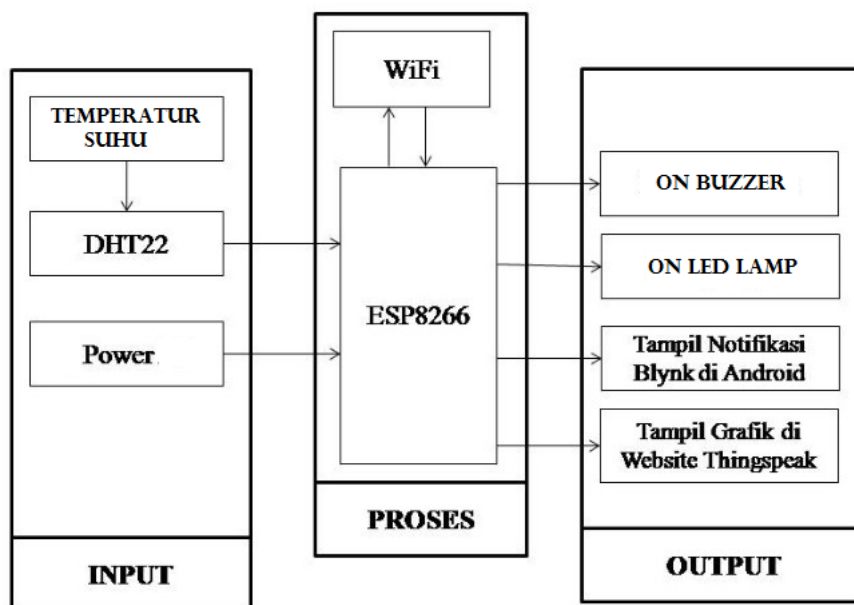 TEMPERATUR
SUHU
DHT22
Power
INPUT
WiFi
ESP8266
PROSES
ON BUZZER
ON LED LAMP
Tampil Notifikasi
Blynk di Android
Tampil Grafik di
Website Thingspeak
OUTPUT